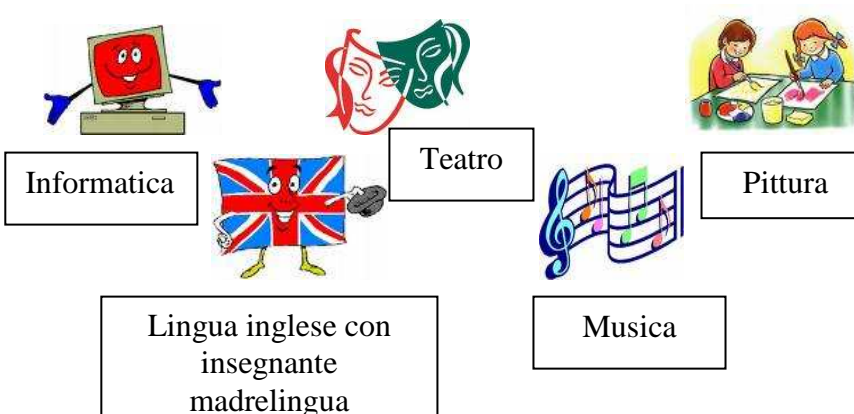 Informatica
Teatro
Pittura
Lingua inglese con
insegnante
madrelingua
Musica